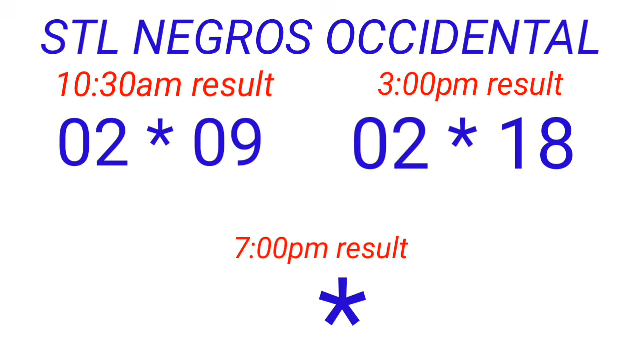 STL NEGROS OCCIDENTAL
10:30am result 3:00pm result
02 * 09 02 * 18
7:00pm result
*